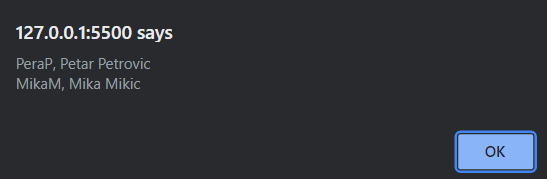 127.0.0.1:5500 says
PeraP, Petar Petrovic
MikaM, Mika Mikic
OK